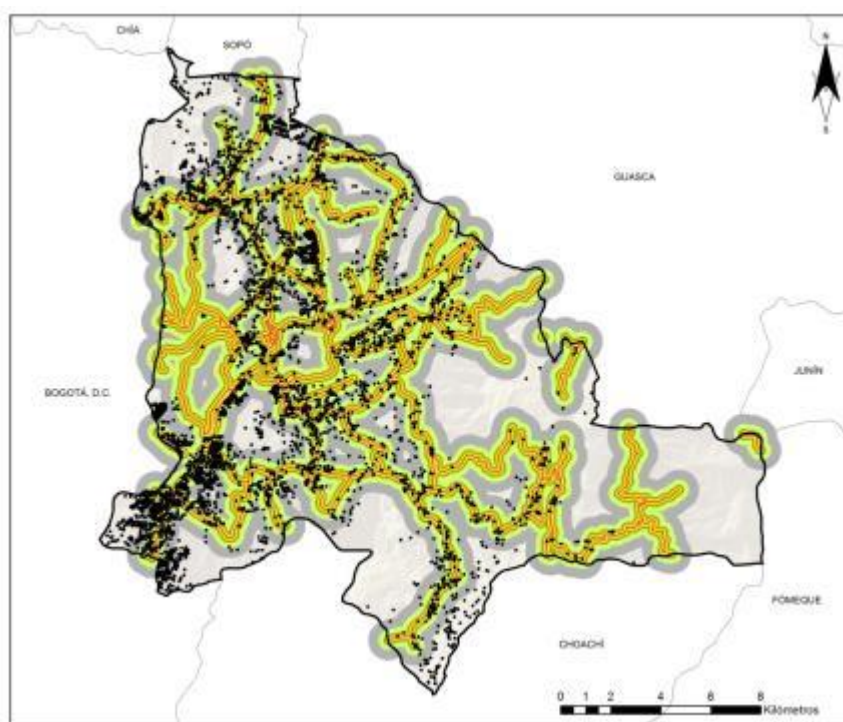 CHÍA
SOPÓ
N
S
GUASCA
JUNÍN
BOGOTÁ, D.C.
FÓMEQUE
CHOACHÍ
0 1 2 4 6 8
Kilómetros